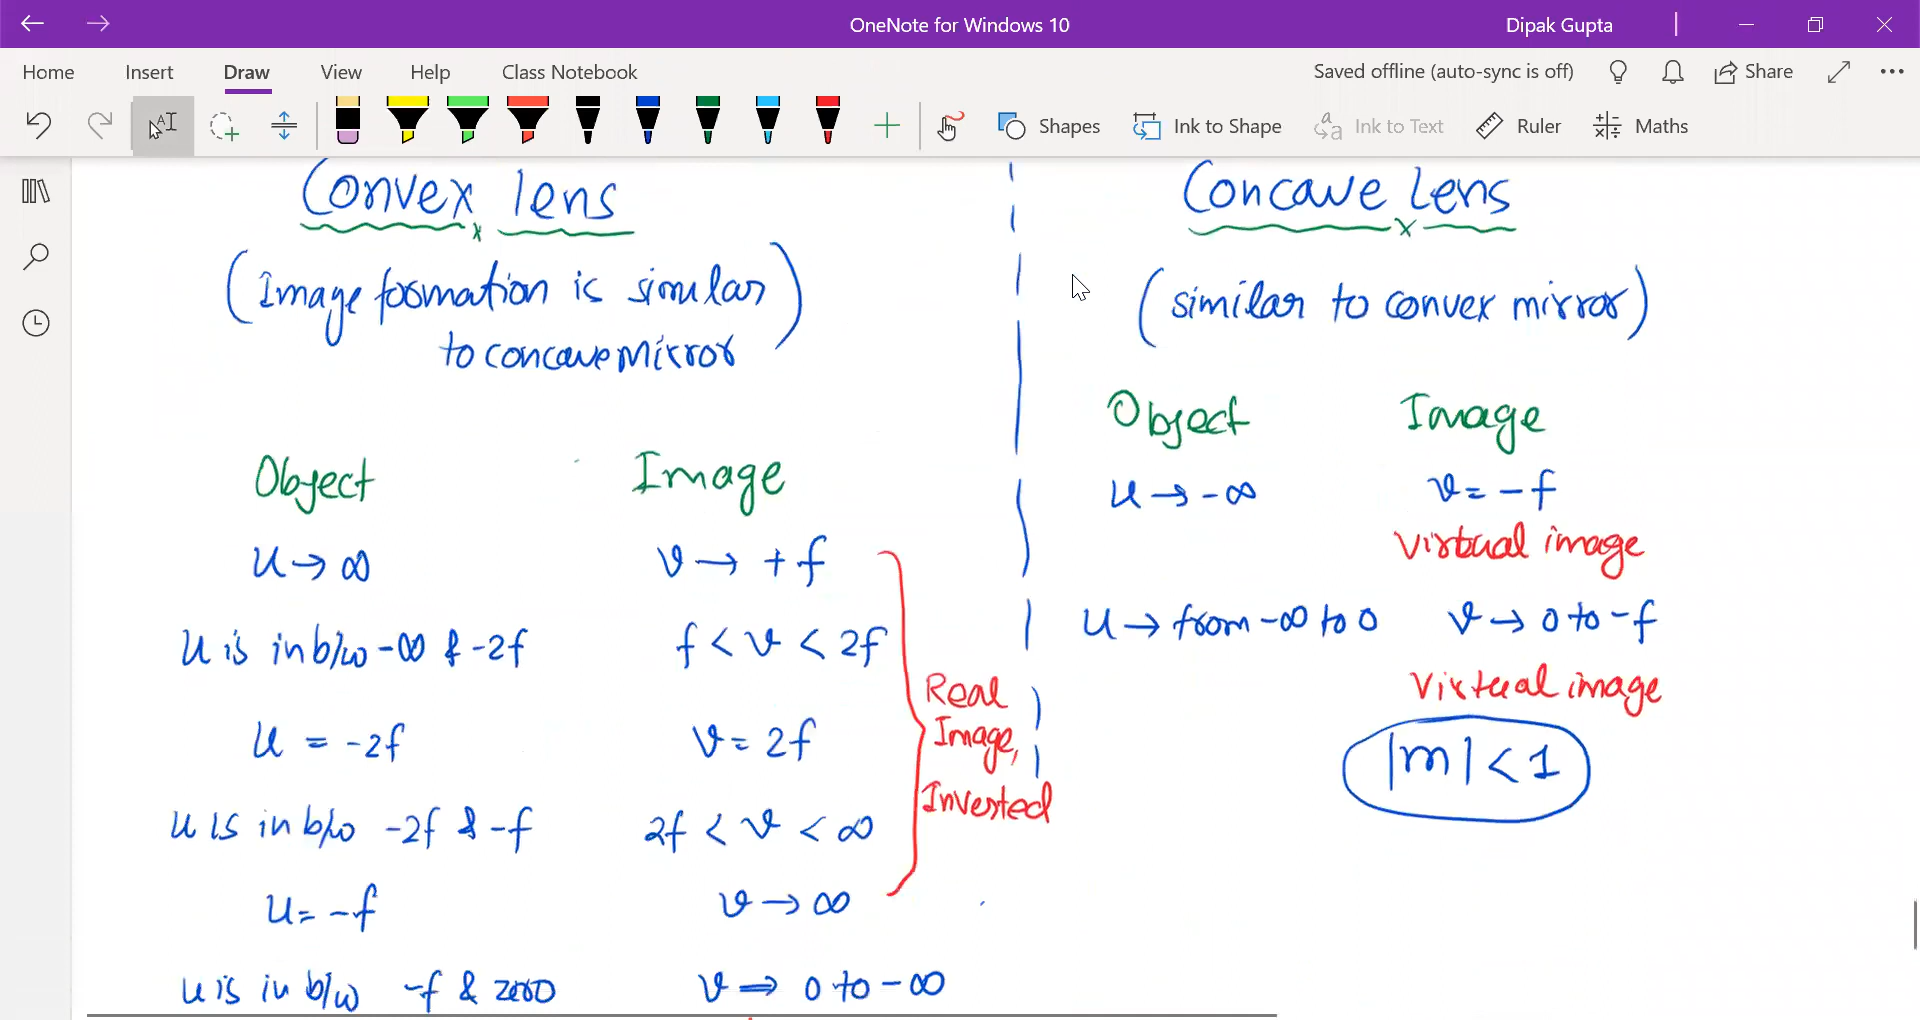 OneNote for Windows 10
Dipak Gupta
Home Insert Draw View Help Class Notebook
Saved offline (auto-sync is off) Share
Shapes Ink to Shape Ink to Text Ruler Maths
Convex lens
(Image formation is similar
to concave mirror)
Object Image
u → ∞ v → +f
u is in b/w -∞ & -2f f < v < 2f
u = -2f v = 2f
u is in b/w -2f & -f 2f < v < ∞
u = -f v → ∞
u is in b/w -f & zero v ⇒ 0 to -∞
Real
Image,
Inverted
Concave Lens
(similar to convex mirror)
Object Image
u → -∞ v = -f
Virtual image
u → from -∞ to 0 v → 0 to -f
Virtual image
|m| < 1